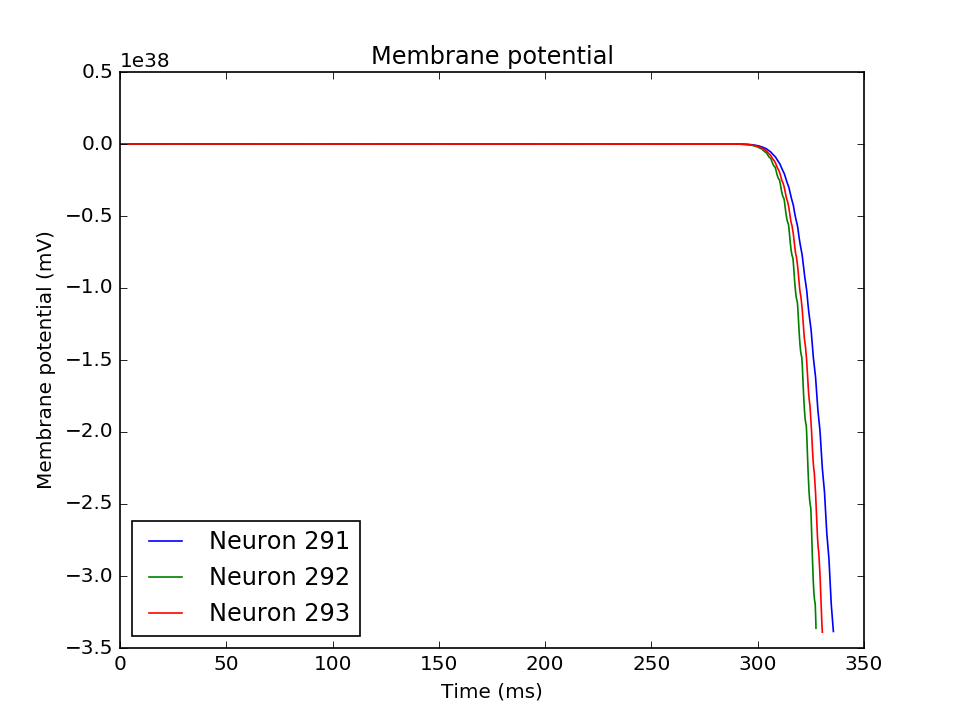 Membrane potential
1e38
0.5
0.0
−0.5
−1.0
−1.5
−2.0
−2.5
−3.0
−3.5
Membrane potential (mV)
Neuron 291
Neuron 292
Neuron 293
0 50 100 150 200 250 300 350
Time (ms)